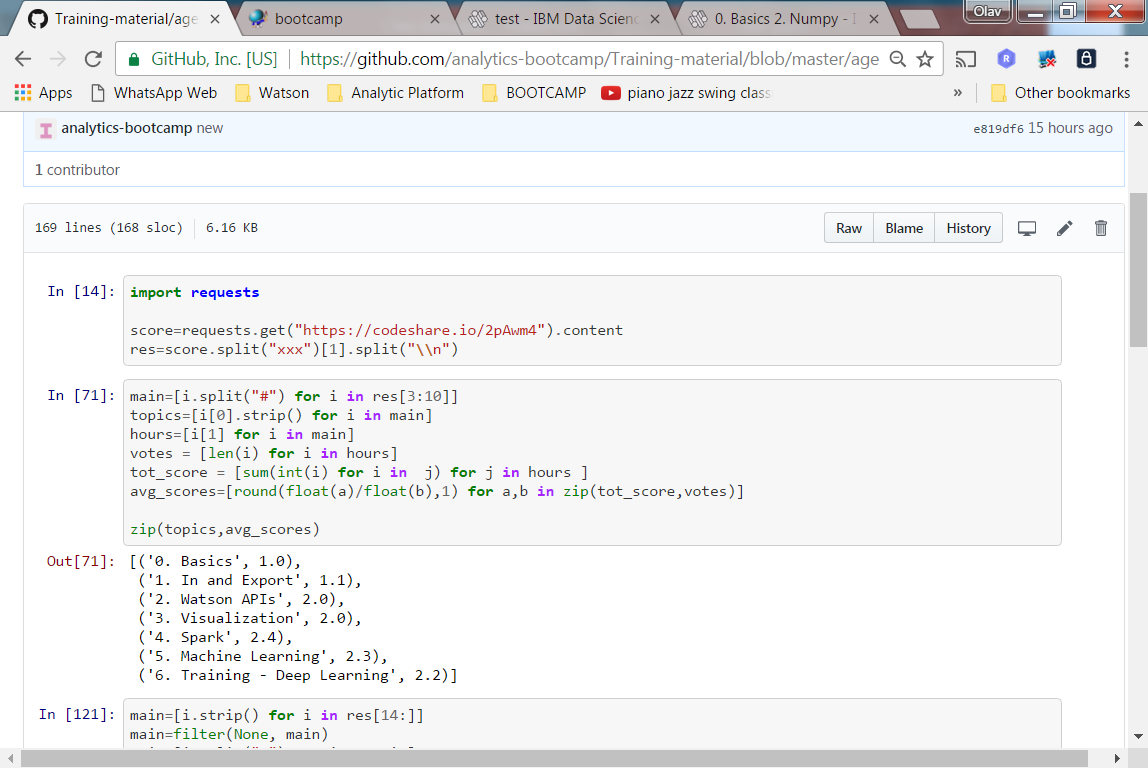 Training-material/age
bootcamp
test - IBM Data Scien
0. Basics 2. Numpy - I
Olav
GitHub, Inc. [US]
https://github.com/analytics-bootcamp/Training-material/blob/master/age
R
Apps
WhatsApp Web
Watson
Analytic Platform
BOOTCAMP
piano jazz swing class
»
Other bookmarks
analytics-bootcamp new
e819df6 15 hours ago
1 contributor
169 lines (168 sloc)
6.16 KB
Raw
Blame
History
In [14]:
import requests
score=requests.get("https://codeshare.io/2pAwm4").content
res=score.split("xxx")[1].split("\\n")
In [71]:
main=[i.split("#") for i in res[3:10]]
topics=[i[0].strip() for i in main]
hours=[i[1] for i in main]
votes = [len(i) for i in hours]
tot_score = [sum(int(i) for i in  j) for j in hours ]
avg_scores=[round(float(a)/float(b),1) for a,b in zip(tot_score,votes)]
zip(topics,avg_scores)
Out[71]:
[('0. Basics', 1.0),
('1. In and Export', 1.1),
('2. Watson APIs', 2.0),
('3. Visualization', 2.0),
('4. Spark', 2.4),
('5. Machine Learning', 2.3),
('6. Training - Deep Learning', 2.2)]
In [121]:
main=[i.strip() for i in res[14:]]
main=filter(None, main)